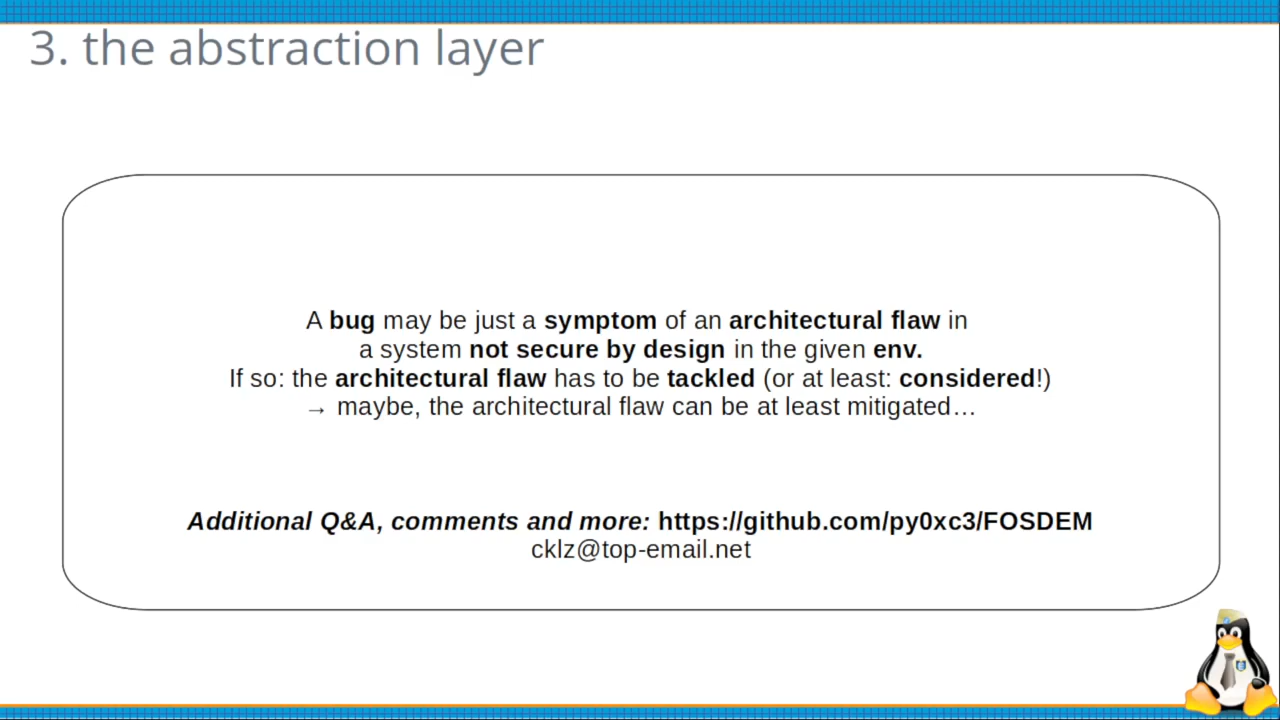 3. the abstraction layer
A bug may be just a symptom of an architectural flaw in
a system not secure by design in the given env.
If so: the architectural flaw has to be tackled (or at least: considered!)
→ maybe, the architectural flaw can be at least mitigated…
Additional Q&A, comments and more: https://github.com/py0xc3/FOSDEM
cklz@top-email.net